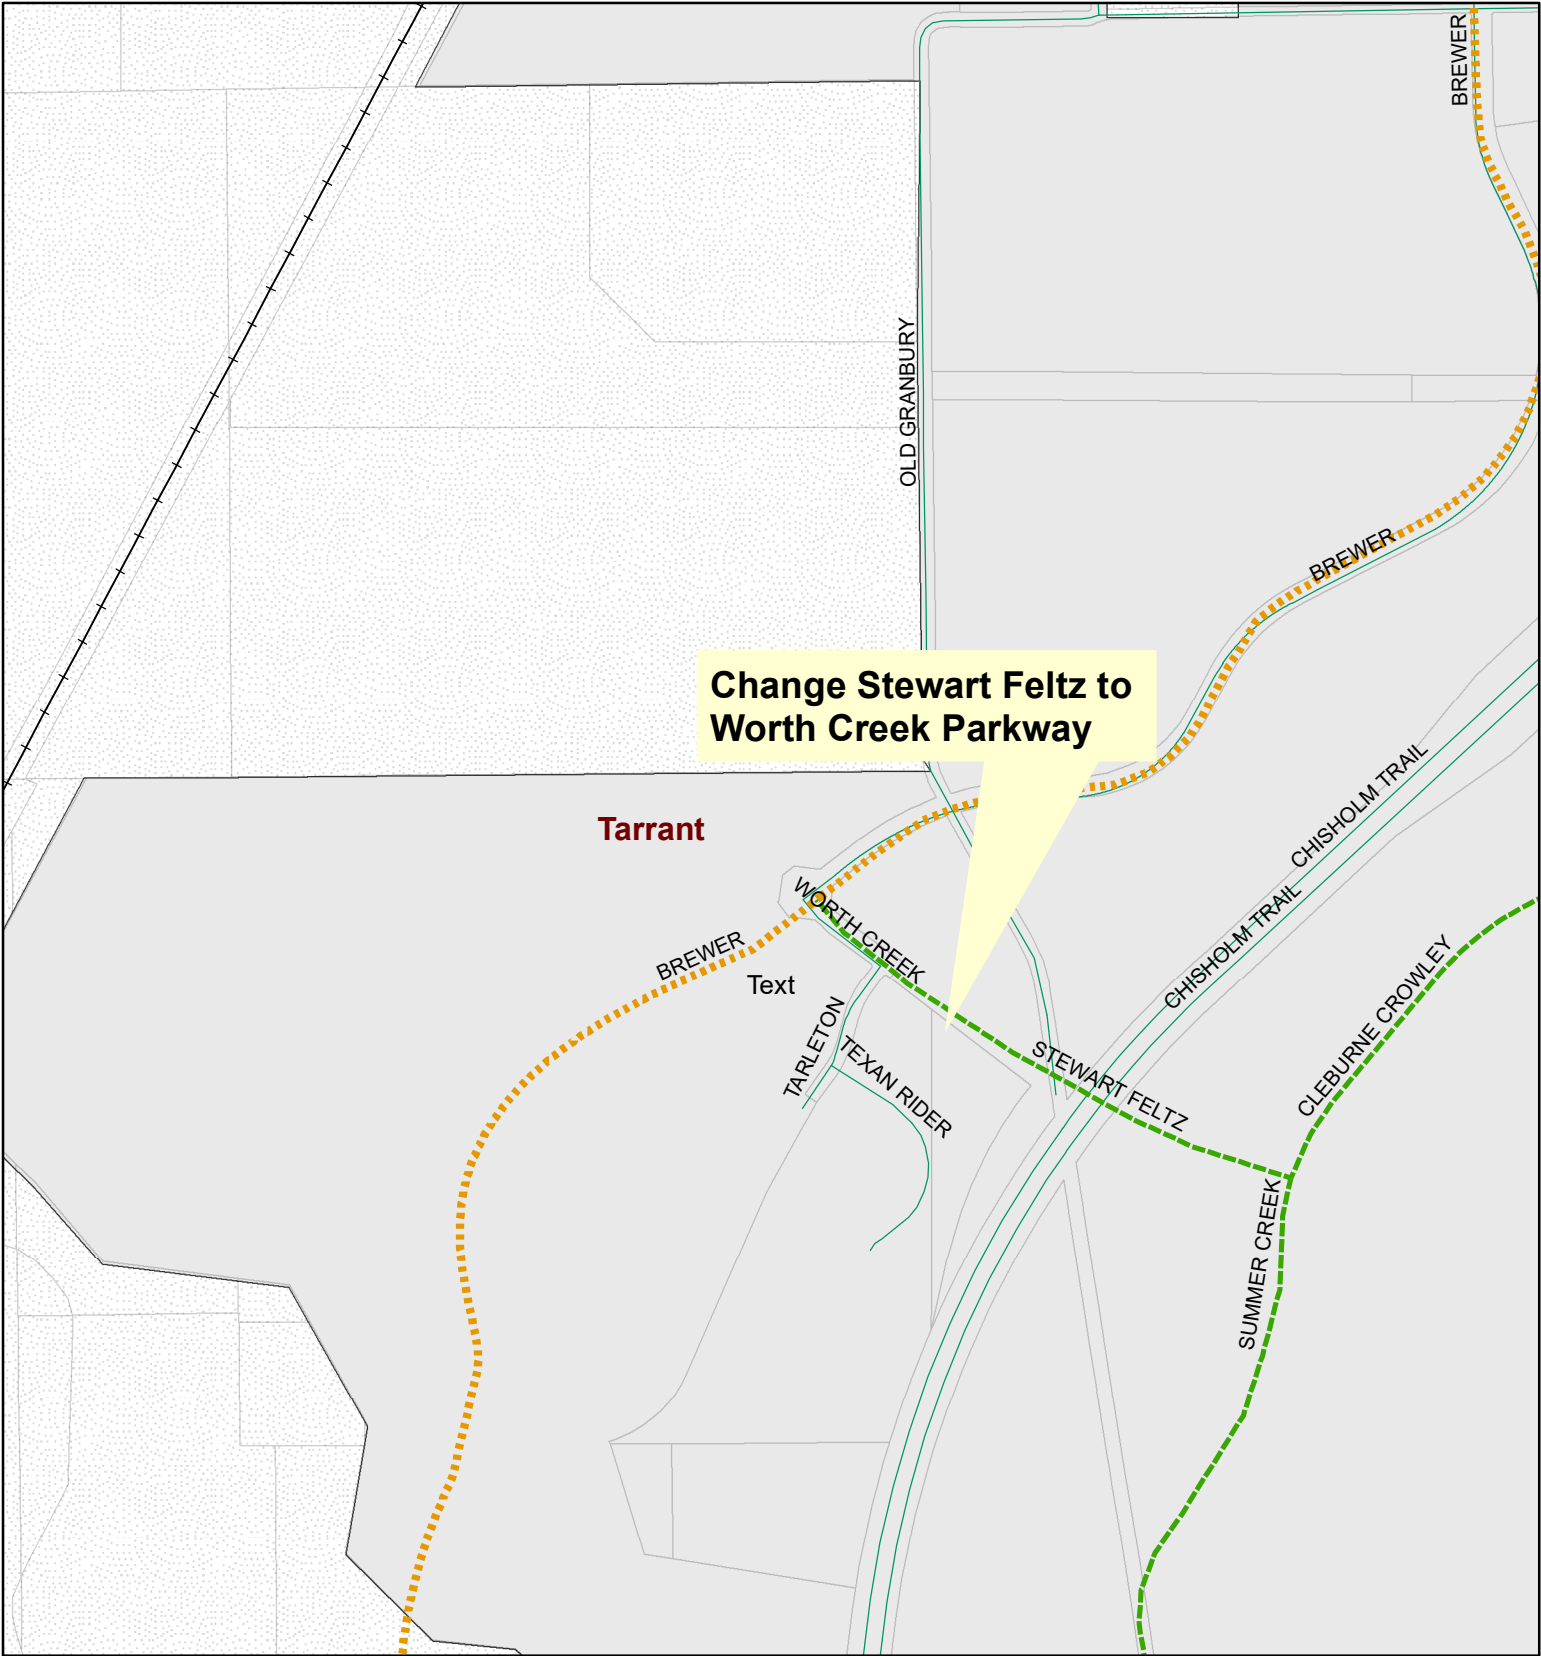 BREWER
OLD GRANBURY
BREWER
Change Stewart Feltz to
Worth Creek Parkway
CHISHOLM TRAIL
Tarrant
WORTH CREEK
CHISHOLM TRAIL
BREWER
Text
CLEBURNE CROWLEY
TARLETON
TEXAN RIDER
STEWART FELTZ
SUMMER CREEK